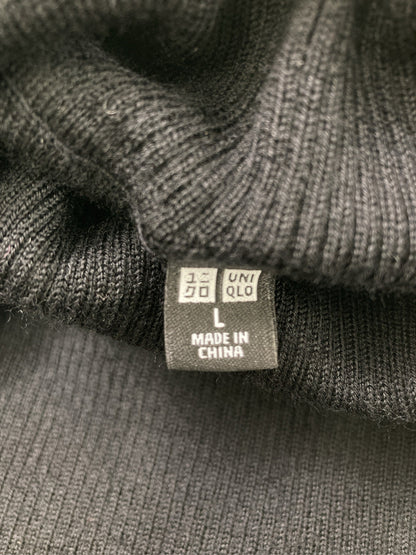 ユニ UNI
クロ QLO
L
MADE IN
CHINA